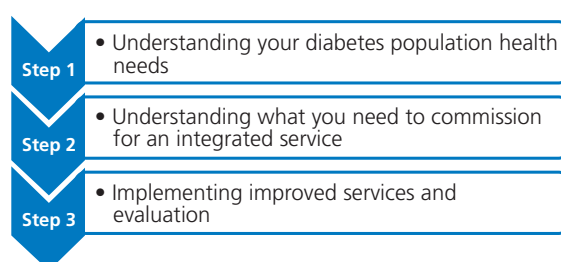 Step 1
• Understanding your diabetes population health
needs
Step 2
• Understanding what you need to commission
for an integrated service
Step 3
• Implementing improved services and
evaluation